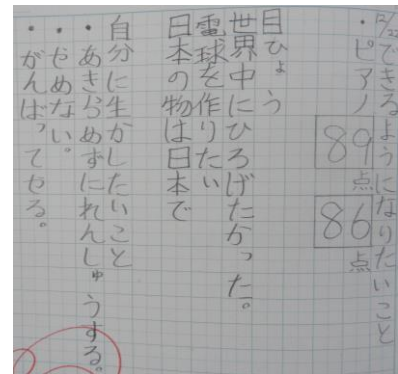 12/22 できるようになりたいこと
・ピアノ 89点 86点
目ひょう
世界中にひろげたかった。
電球を作りたい
日本の物は日本で
自分に生かしたいこと
・あきらめずにれんしゅうする。
・やめない。
・がんばってやる。